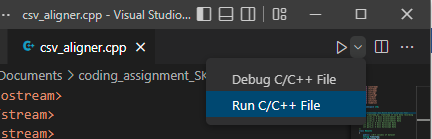 csv_aligner.cpp - Visual Studio...
csv_aligner.cpp
Documents > coding_assignment_SK
Debug C/C++ File
ostream>
Run C/C++ File
stream>
stream>